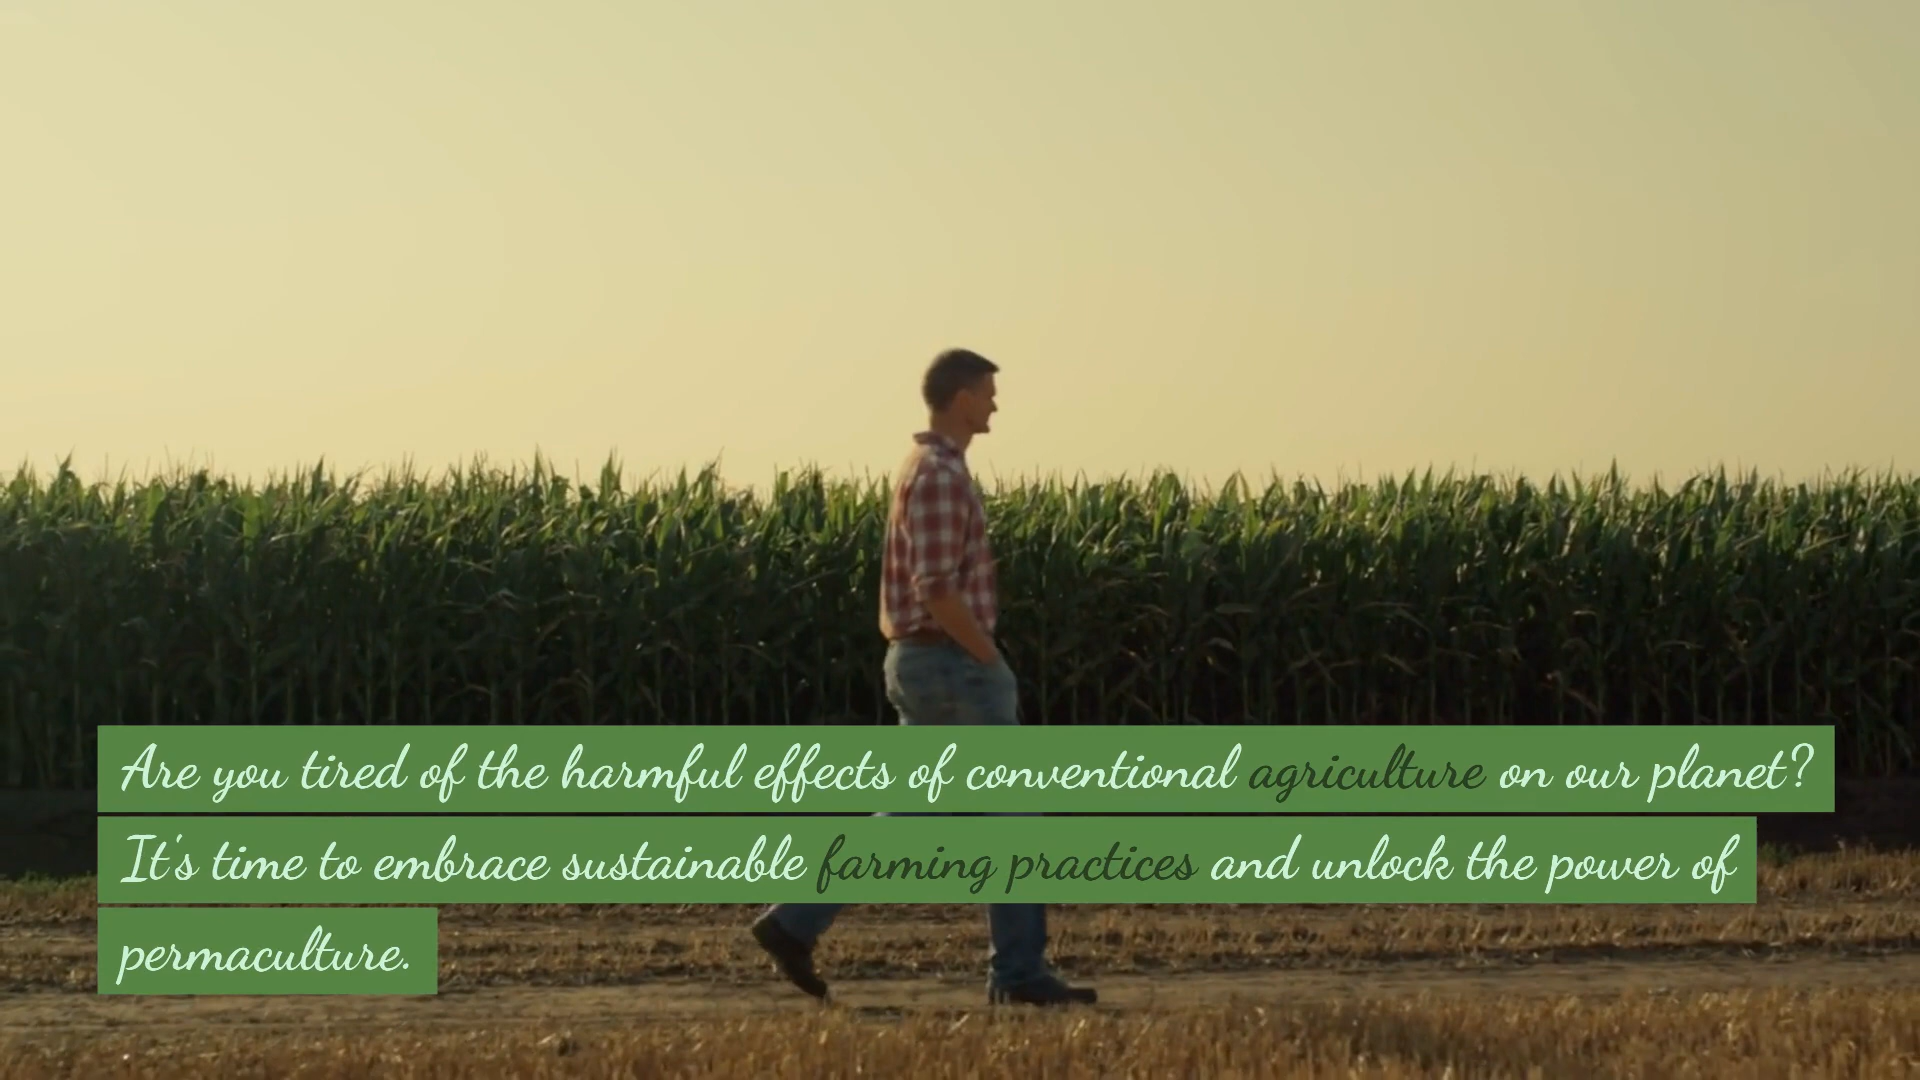 Are you tired of the harmful effects of conventional agriculture on our planet?
It's time to embrace sustainable farming practices and unlock the power of
permaculture.